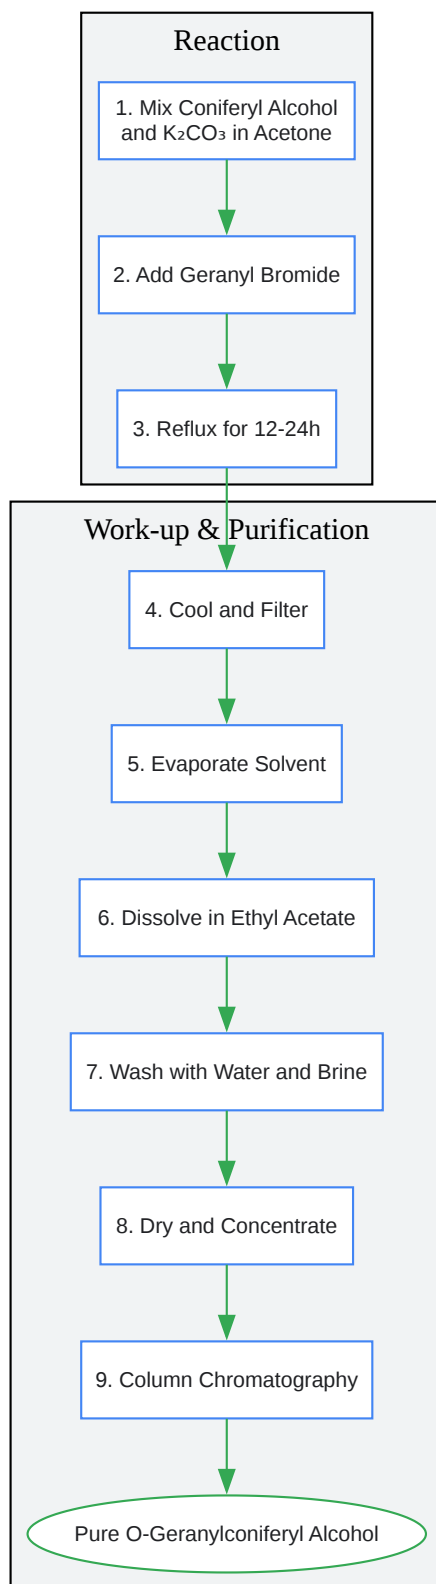 Reaction
1. Mix Coniferyl Alcohol
and K₂CO₃ in Acetone
2. Add Geranyl Bromide
3. Reflux for 12-24h
Work-up & Purification
4. Cool and Filter
5. Evaporate Solvent
6. Dissolve in Ethyl Acetate
7. Wash with Water and Brine
8. Dry and Concentrate
9. Column Chromatography
Pure O-Geranylconiferyl Alcohol